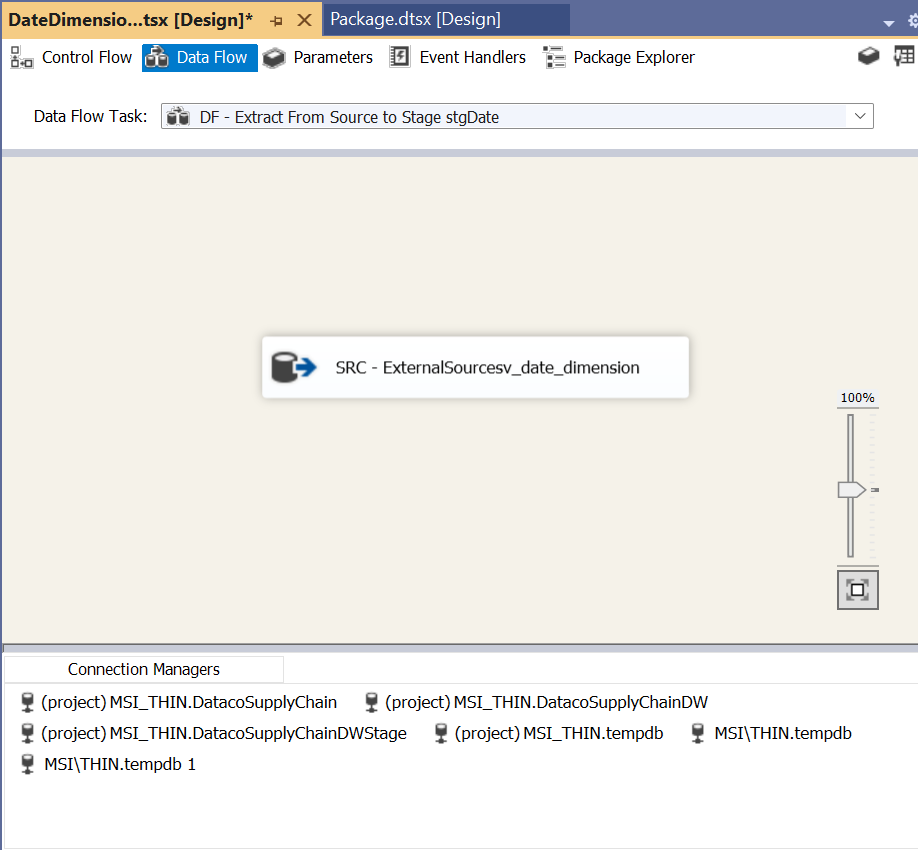 DateDimensio...tsx [Design]* Package.dtsx [Design]
Control Flow Data Flow Parameters Event Handlers Package Explorer
Data Flow Task: DF - Extract From Source to Stage stgDate
SRC - ExternalSourcesv_date_dimension
100%
Connection Managers
(project) MSI_THIN.DatacoSupplyChain (project) MSI_THIN.DatacoSupplyChainDW
(project) MSI_THIN.DatacoSupplyChainDWStage (project) MSI_THIN.tempdb MSI\THIN.tempdb
MSI\THIN.tempdb 1